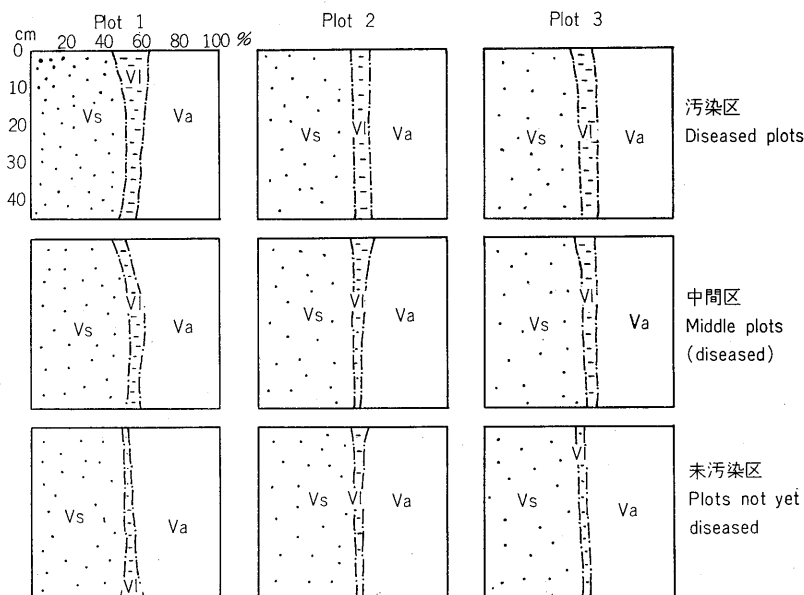 Plot 1 Plot 2 Plot 3
cm 20 40 60 80 100 %
0
10
20
30
40
Vs Vl Va
Vs Vl Va
Vs Vl Va
汚染区
Diseased plots
Vs Vl Va
Vs Vl Va
Vs Vl Va
中間区
Middle plots
(diseased)
Vs Vl Va
Vs Vl Va
Vs Vl Va
未汚染区
Plots not yet
diseased